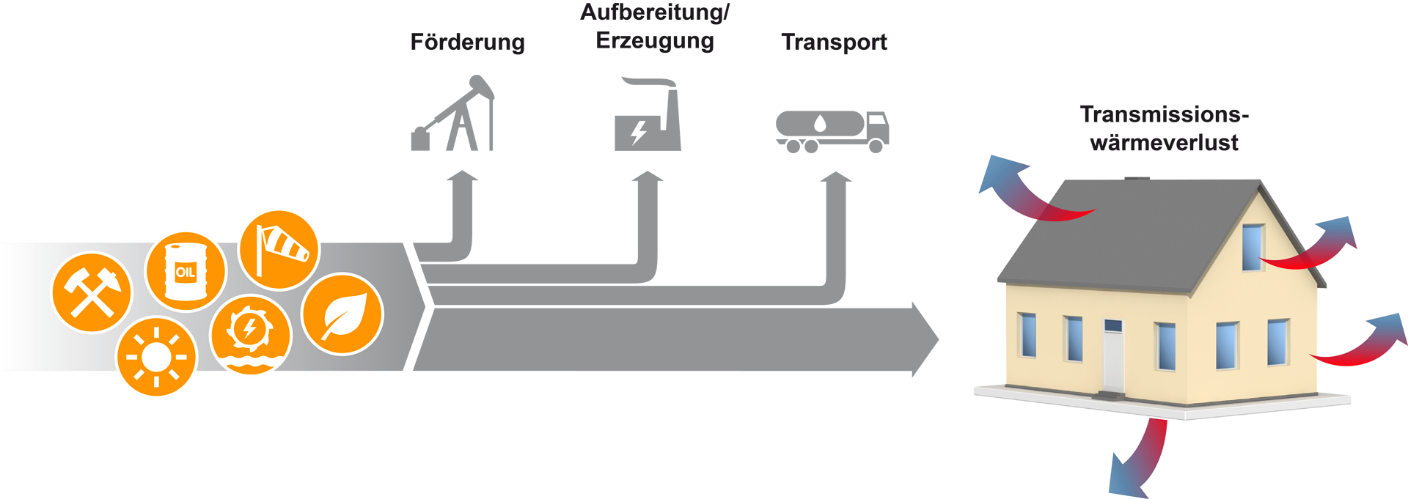 Förderung
Aufbereitung/
Erzeugung
Transport
Transmissions-
wärmeverlust
OIL